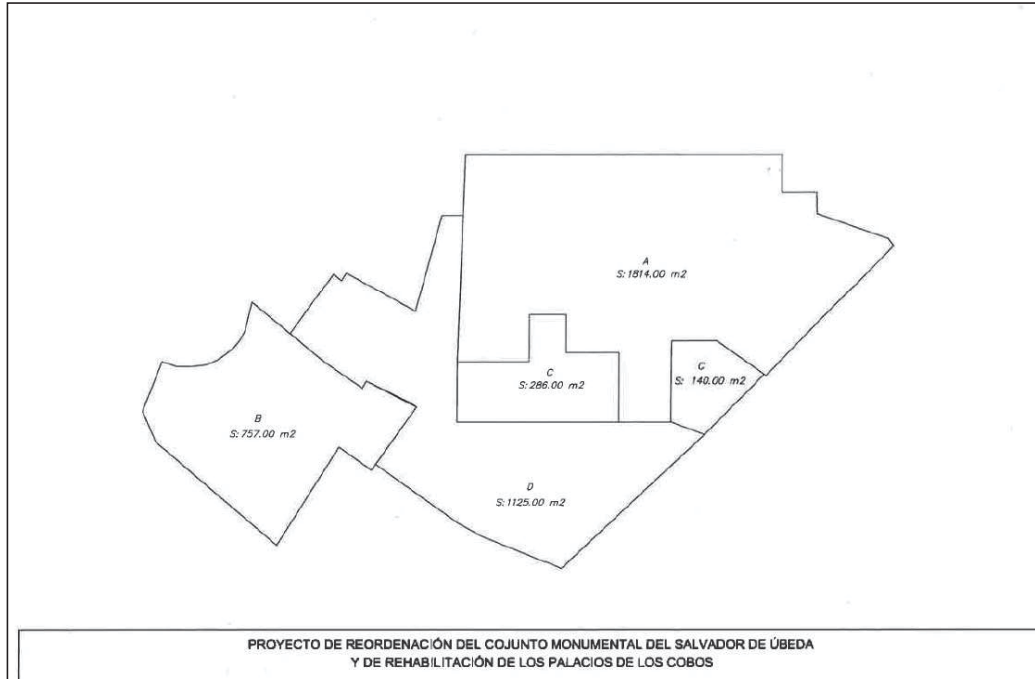 A
S: 1814.00 m2
C
S: 286.00 m2
G
S: 140.00 m2
B
S: 757.00 m2
D
S: 1125.00 m2
PROYECTO DE REORDENACIÓN DEL COJUNTO MONUMENTAL DEL SALVADOR DE ÚBEDA
Y DE REHABILITACIÓN DE LOS PALACIOS DE LOS COBOS